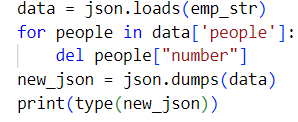 data = json.loads(emp_str)
for people in data['people']:
    del people["number"]
new_json = json.dumps(data)
print(type(new_json))